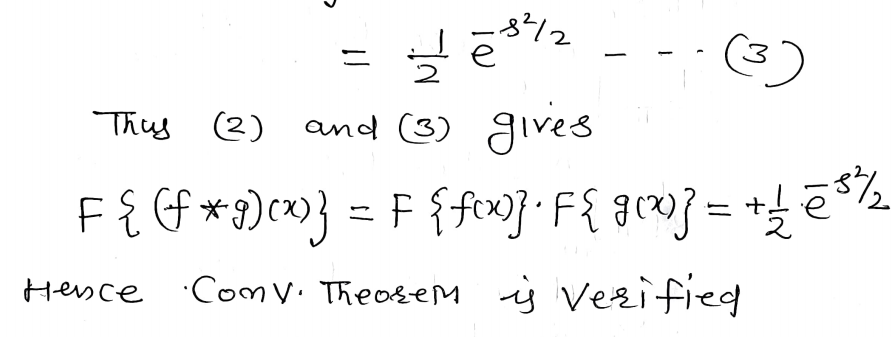 = 1/2 e^{-s²/2} - - - (3)
Thus (2) and (3) gives
F { (f * g)(x)} = F {f(x)} · F{ g(x)} = + 1/2 e^{-s²/2}
Hence Conv. Theorem is Verified